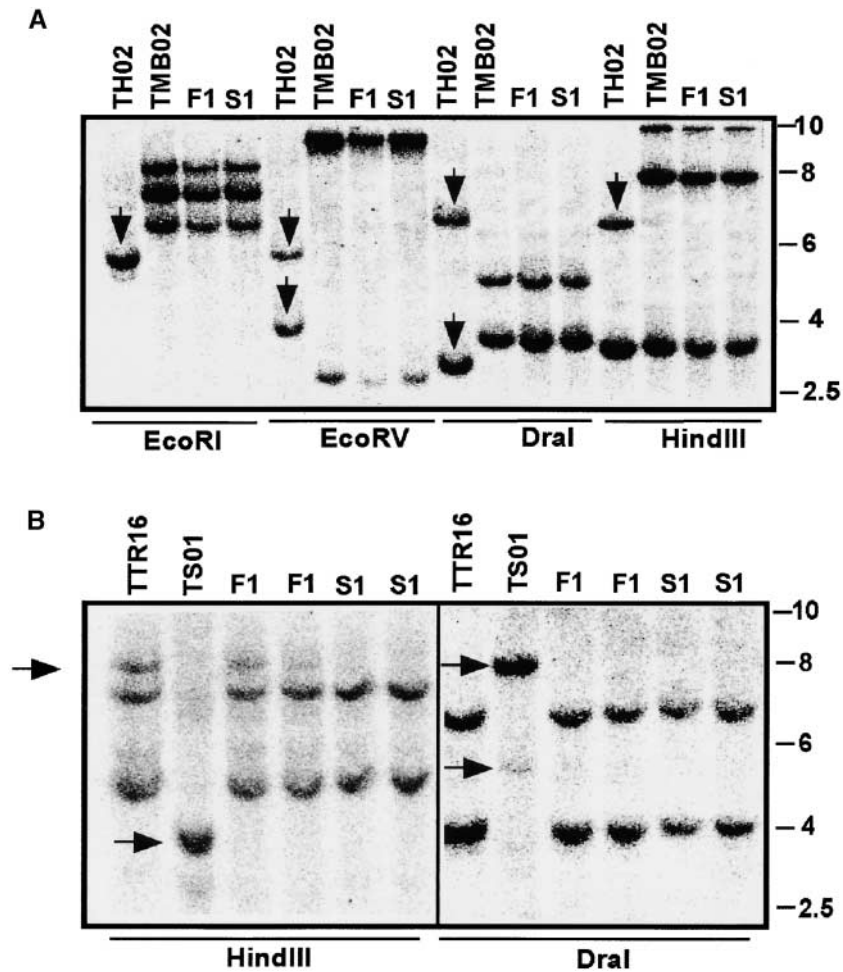 A
TH02 TMB02 F1 S1 TH02 TMB02 F1 S1 TH02 TMB02 F1 S1 TH02 TMB02 F1 S1
10
8
6
4
2.5
EcoRI EcoRV DraI HindIII
B
TTR16 TS01 F1 F1 S1 S1 TTR16 TS01 F1 F1 S1 S1
10
8
6
4
2.5
HindIII DraI